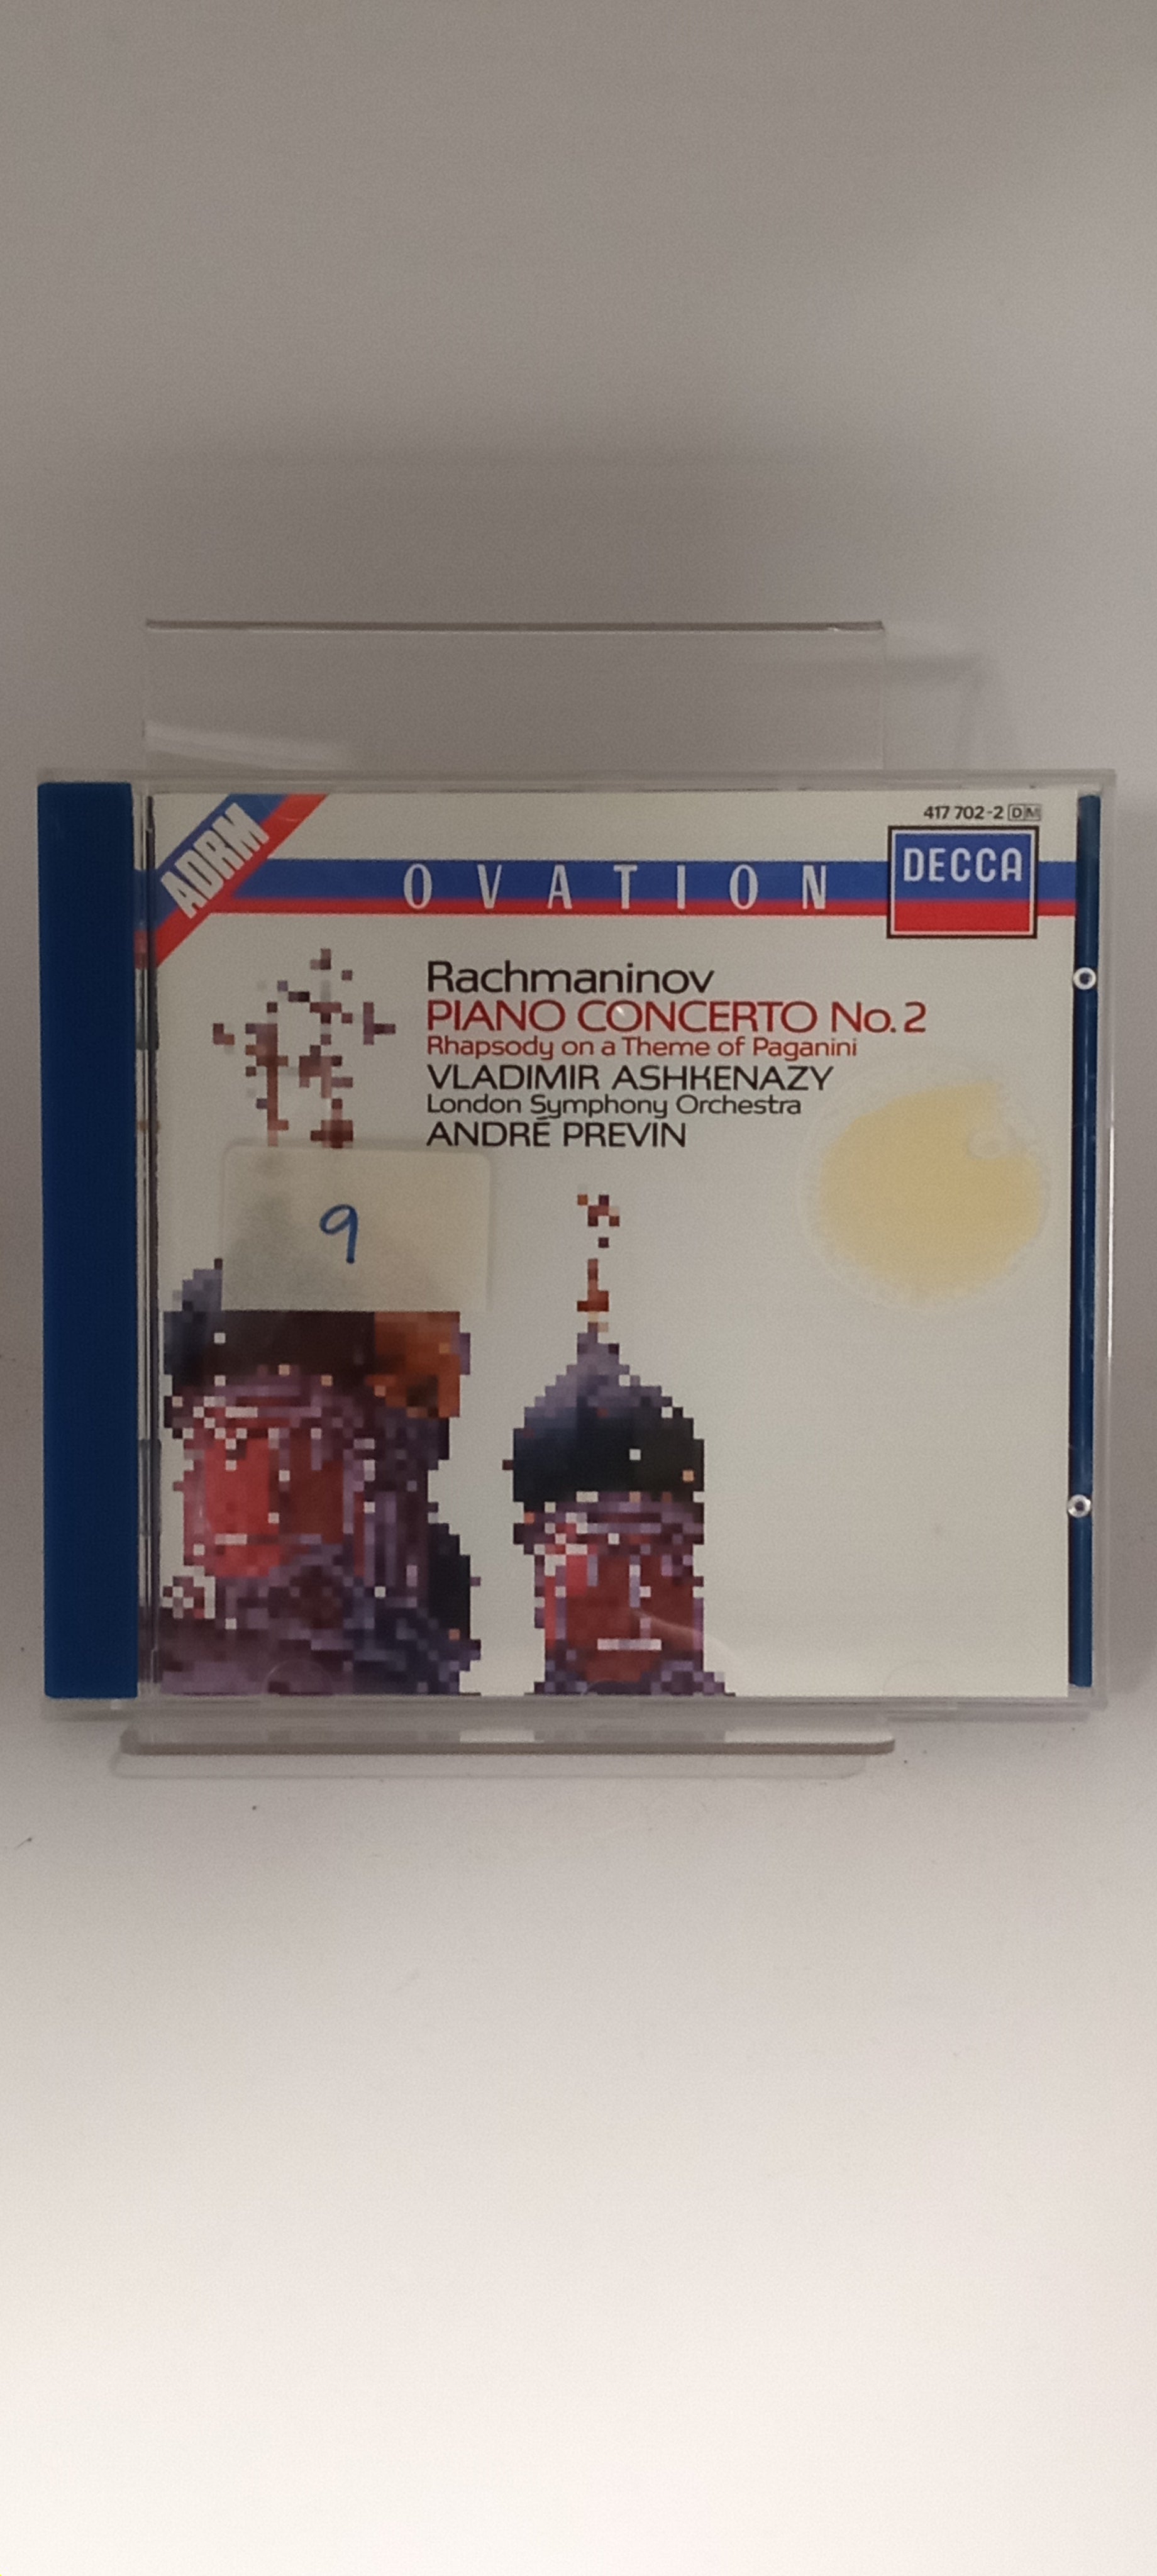 417 702-2 DM
ADRM
OVATION
DECCA
Rachmaninov
PIANO CONCERTO No. 2
Rhapsody on a Theme of Paganini
VLADIMIR ASHKENAZY
London Symphony Orchestra
ANDRÉ PREVIN
9